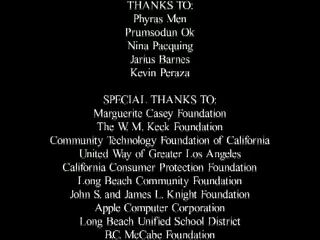 THANKS TO:
Phyras Men
Prumsodun Ok
Nina Pacquing
Jarius Barnes
Kevin Peraza
SPECIAL THANKS TO:
Marguerite Casey Foundation
The W. M. Keck Foundation
Community Technology Foundation of California
United Way of Greater Los Angeles
California Consumer Protection Foundation
Long Beach Community Foundation
John S. and James L. Knight Foundation
Apple Computer Corporation
Long Beach Unified School District
B.C. McCabe Foundation